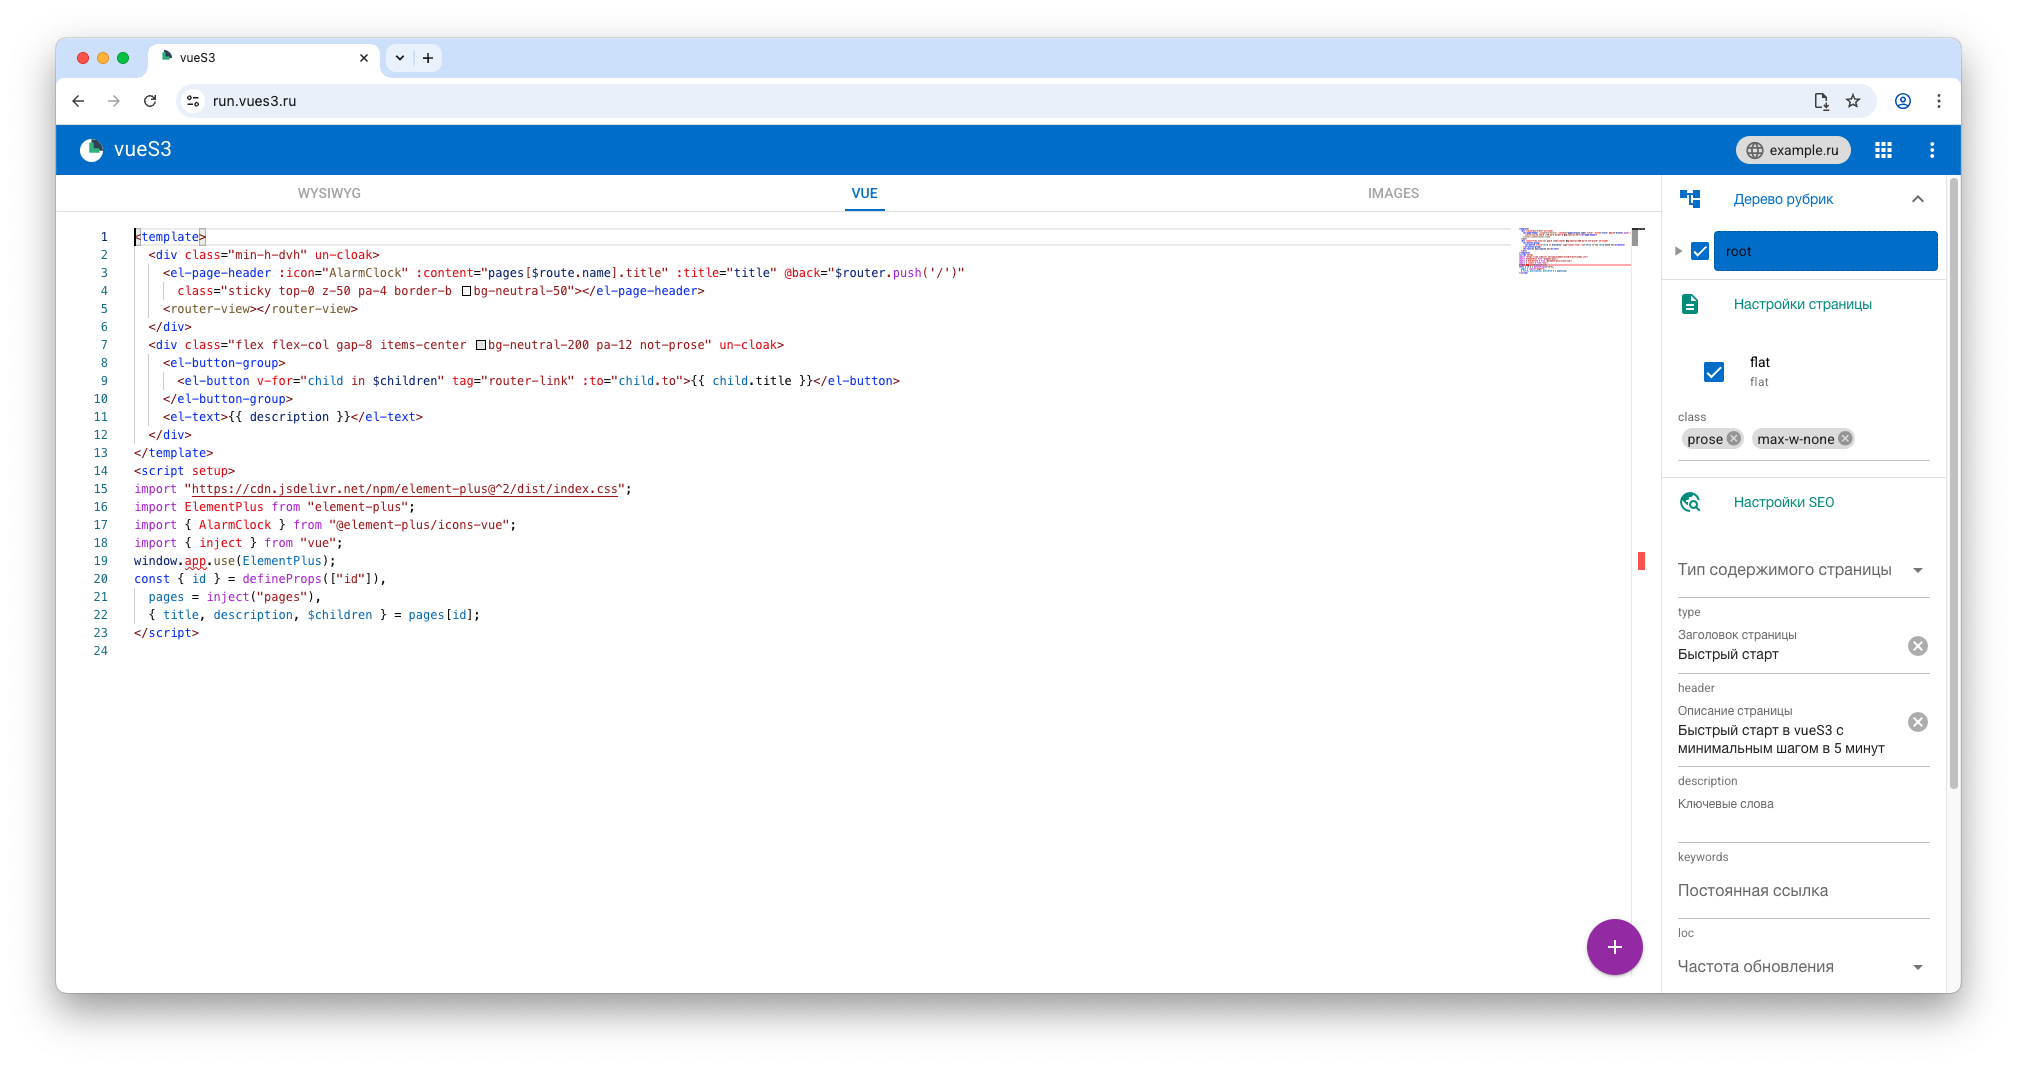 vueS3
run.vues3.ru
vueS3
example.ru
WYSIWYG
VUE
IMAGES
1 <template>
2 <div class="min-h-dvh" un-cloak>
3 <el-page-header :icon="AlarmClock" :content="pages[$route.name].title" :title="title" @back="$router.push('/')"
4 class="sticky top-0 z-50 pa-4 border-b bg-neutral-50"></el-page-header>
5 <router-view></router-view>
6 </div>
7 <div class="flex flex-col gap-8 items-center bg-neutral-200 pa-12 not-prose" un-cloak>
8 <el-button-group>
9 <el-button v-for="child in $children" tag="router-link" :to="child.to">{{ child.title }}</el-button>
10 </el-button-group>
11 <el-text>{{ description }}</el-text>
12 </div>
13 </template>
14 <script setup>
15 import "https://cdn.jsdelivr.net/npm/element-plus@^2/dist/index.css";
16 import ElementPlus from "element-plus";
17 import { AlarmClock } from "@element-plus/icons-vue";
18 import { inject } from "vue";
19 window.app.use(ElementPlus);
20 const { id } = defineProps(["id"]),
21 pages = inject("pages"),
22 { title, description, $children } = pages[id];
23 </script>
24
Дерево рубрик
root
Настройки страницы
flat
flat
class
prose
max-w-none
Настройки SEO
Тип содержимого страницы
type
Заголовок страницы
Быстрый старт
header
Описание страницы
Быстрый старт в vueS3 с
минимальным шагом в 5 минут
description
Ключевые слова
keywords
Постоянная ссылка
loc
Частота обновления